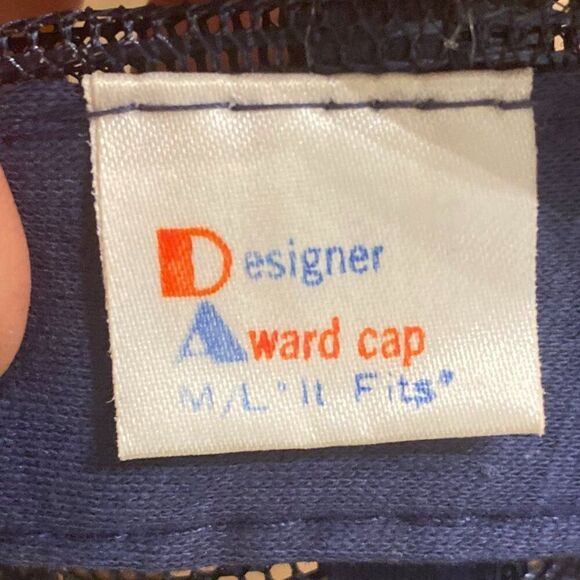 Designer
Award cap
M/L "It Fits"